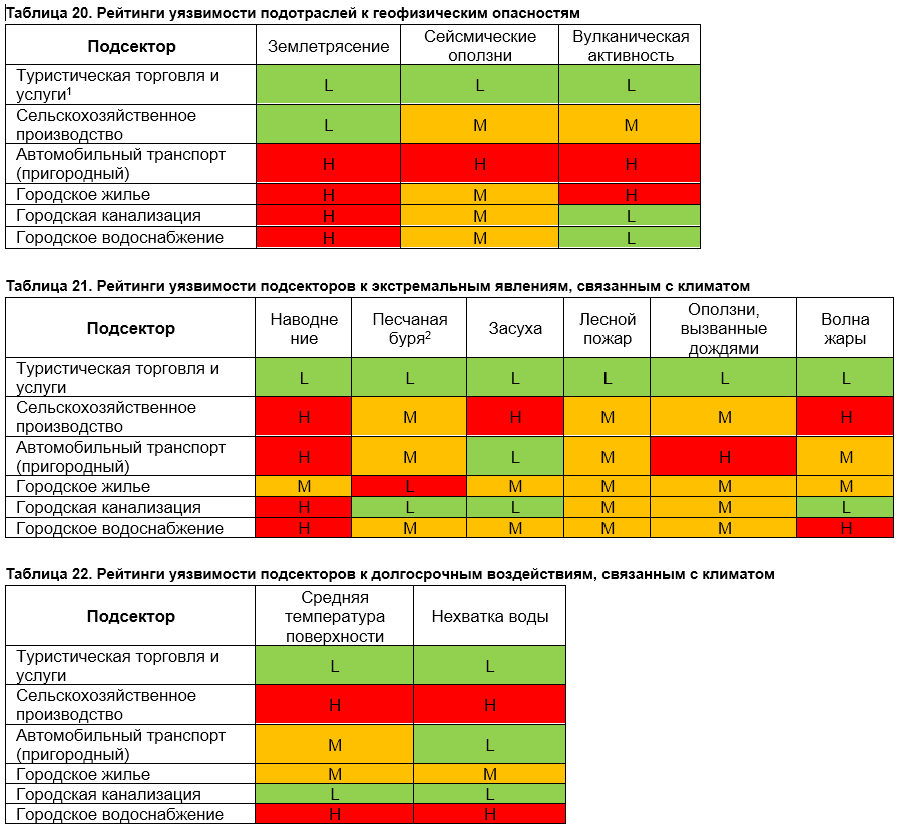 Таблица 20. Рейтинги уязвимости подотраслей к геофизическим опасностям
Подсектор Землетрясение Сейсмические оползни Вулканическая активность
Туристическая торговля и услуги¹ L L L
Сельскохозяйственное производство L M M
Автомобильный транспорт (пригородный) H H H
Городское жилье H M H
Городская канализация H M L
Городское водоснабжение H M L
Таблица 21. Рейтинги уязвимости подсекторов к экстремальным явлениям, связанным с климатом
Подсектор Наводне ние Песчаная буря² Засуха Лесной пожар Оползни, вызванные дождями Волна жары
Туристическая торговля и услуги L L L L L L
Сельскохозяйственное производство H M H M M H
Автомобильный транспорт (пригородный) H M L M H M
Городское жилье M L M M M M
Городская канализация H L L M M L
Городское водоснабжение H M M M M H
Таблица 22. Рейтинги уязвимости подсекторов к долгосрочным воздействиям, связанным с климатом
Подсектор Средняя температура поверхности Нехватка воды
Туристическая торговля и услуги L L
Сельскохозяйственное производство H H
Автомобильный транспорт (пригородный) M L
Городское жилье M M
Городская канализация L L
Городское водоснабжение H H